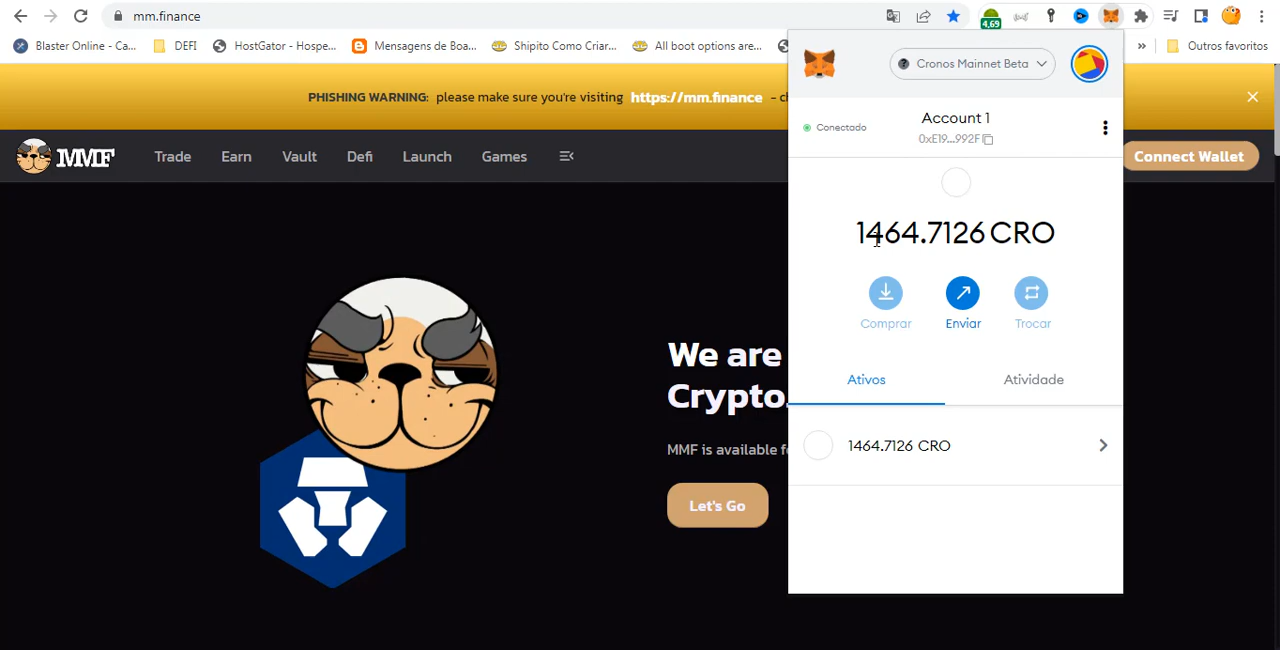 mm.finance
4,69
Blaster Online - Ca...
DEFI
HostGator - Hospe...
Mensagens de Boa...
Shipito Como Criar...
All boot options are...
»
Outros favoritos
PHISHING WARNING: please make sure you're visiting https://mm.finance - ch
MMF
Trade
Earn
Vault
Defi
Launch
Games
Connect Wallet
We are
Crypto.
MMF is available fo
Let's Go
Cronos Mainnet Beta
Conectado
Account 1
0xE19...992F
1464.7126 CRO
Comprar
Enviar
Trocar
Ativos
Atividade
1464.7126 CRO